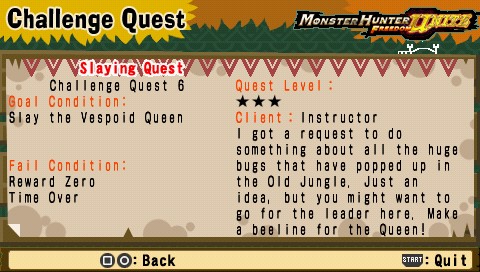 Challenge Quest
MONSTER HUNTER
FREEDOM UNITE
Slaying Quest
Challenge Quest 6
Goal Condition:
Slay the Vespoid Queen
Fail Condition:
Reward Zero
Time Over
Quest Level:
★★★
Client: Instructor
I got a request to do
something about all the huge
bugs that have popped up in
the Old Jungle. Just an
idea, but you might want to
go for the leader here. Make
a beeline for the Queen!
: Back
START: Quit